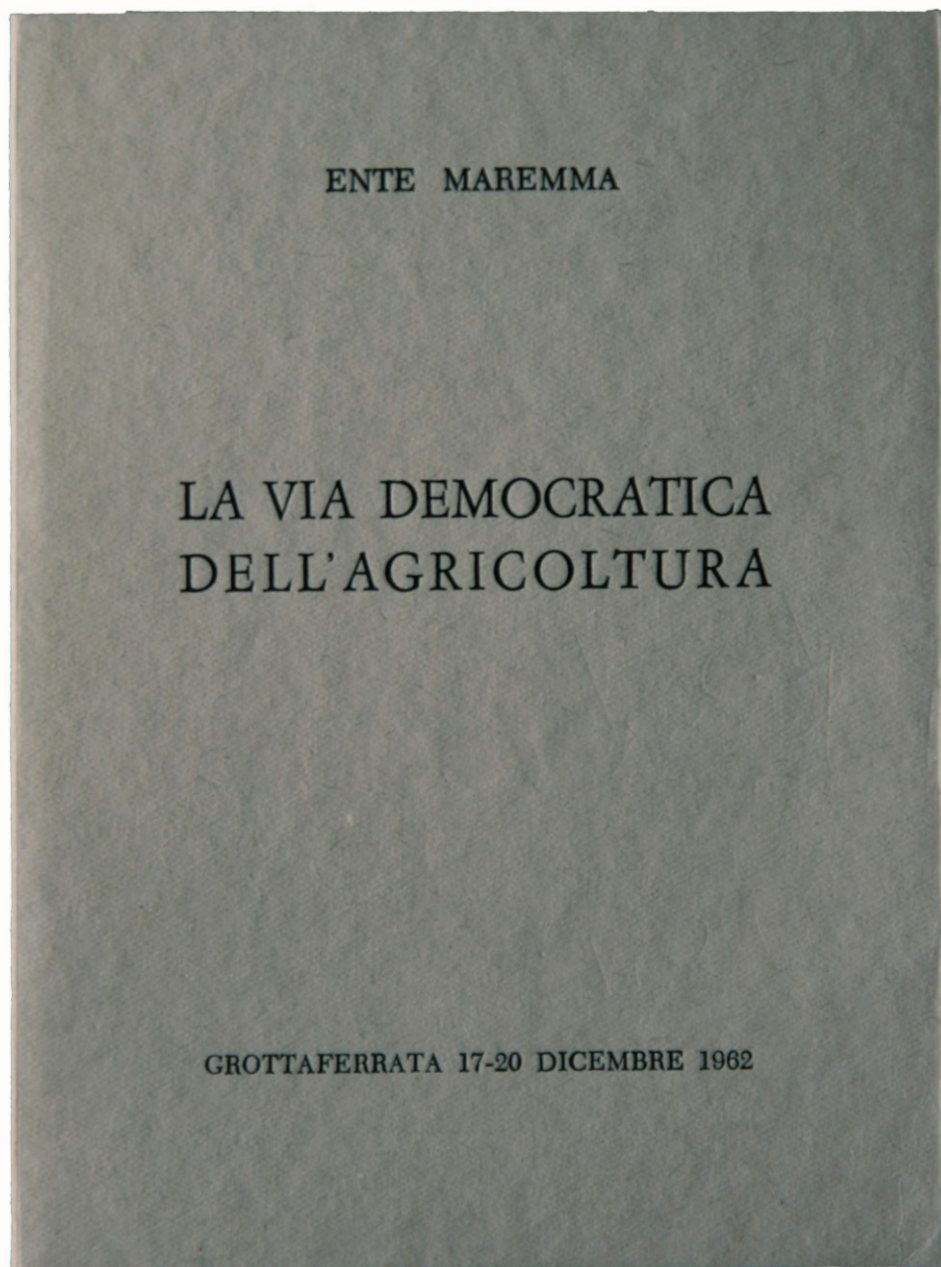 ENTE MAREMMA
LA VIA DEMOCRATICA
DELL'AGRICOLTURA
GROTTAFERRATA 17-20 DICEMBRE 1962